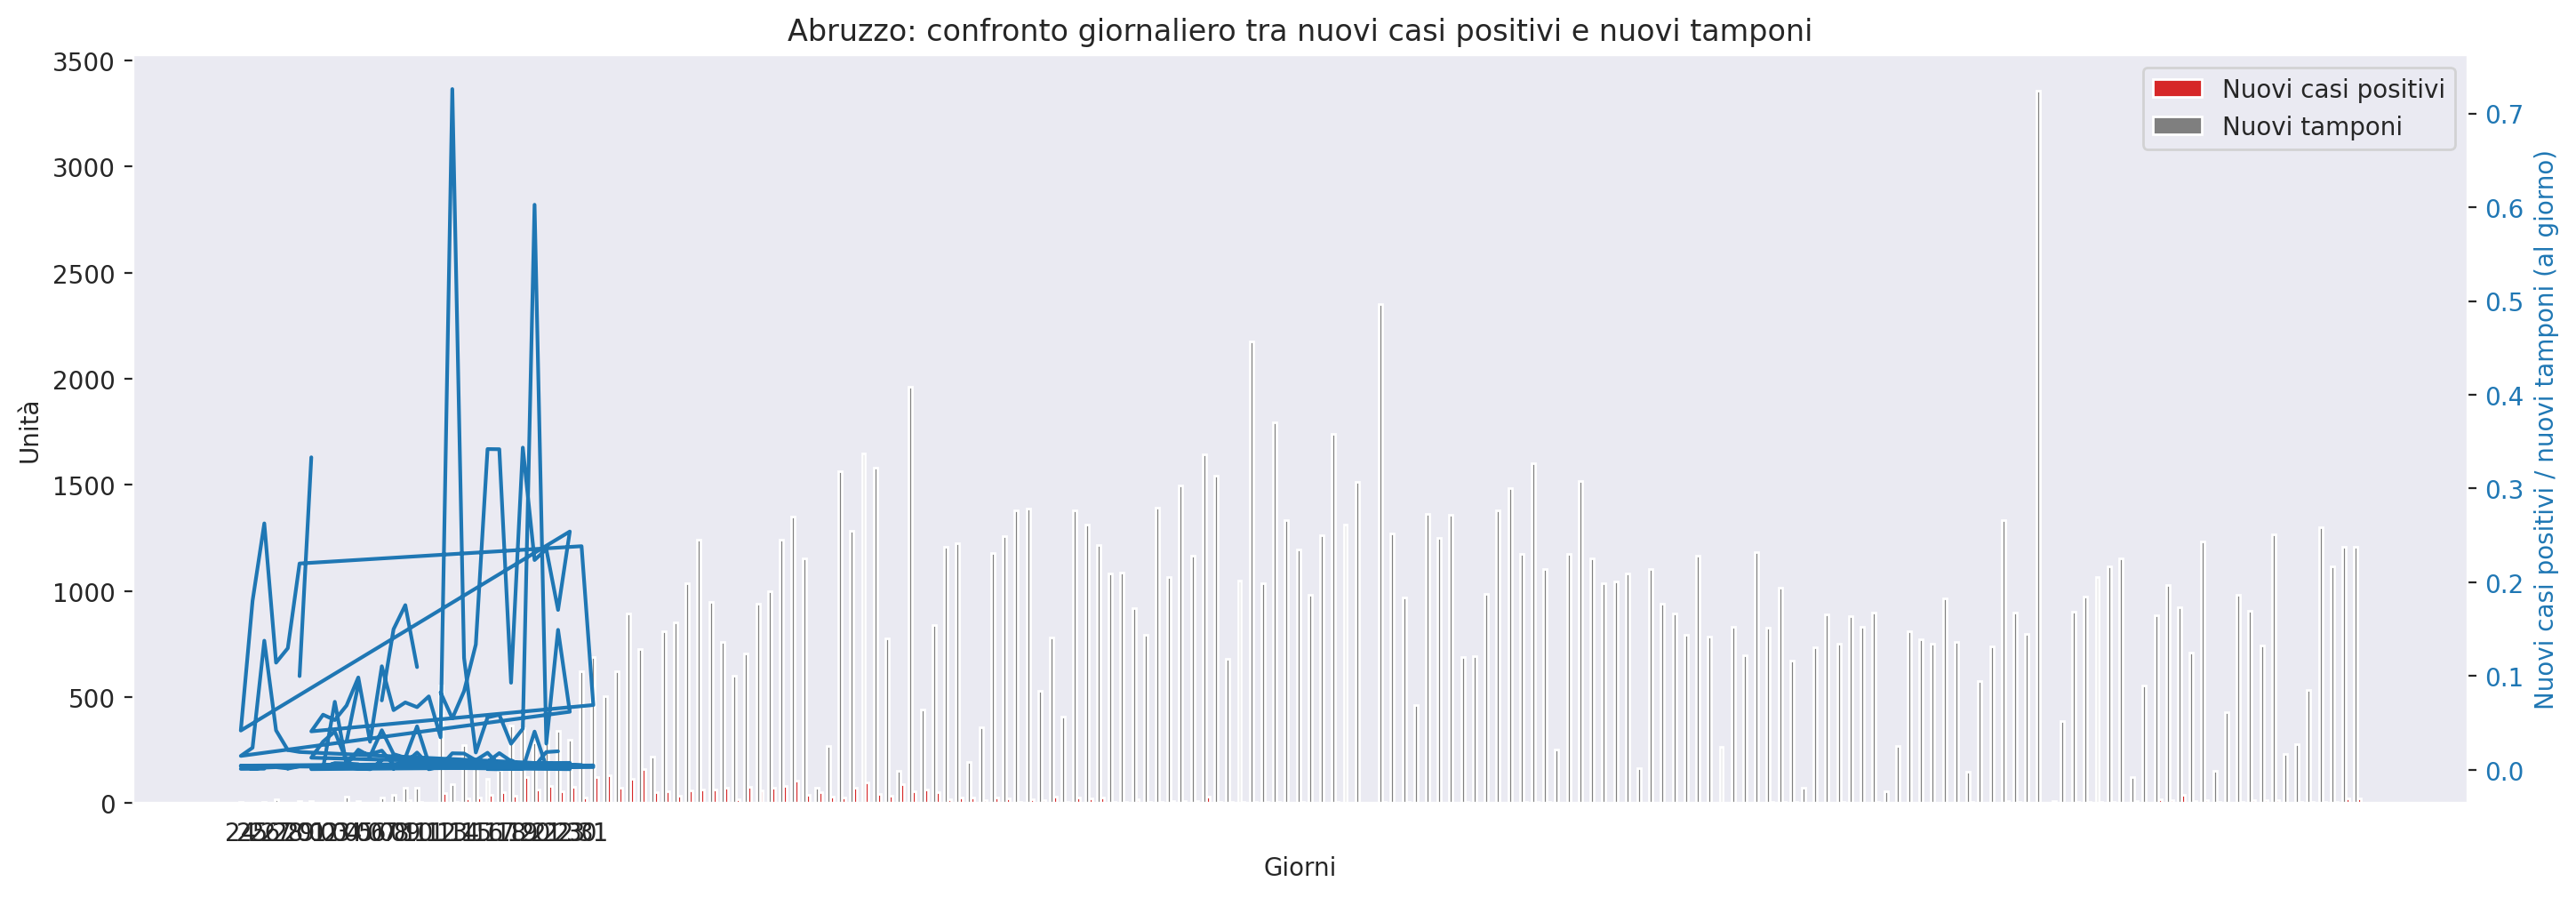 Abruzzo: confronto giornaliero tra nuovi casi positivi e nuovi tamponi
3500
3000
2500
2000
1500
1000
500
0
Unità
Nuovi casi positivi
Nuovi tamponi
0.7
0.6
0.5
0.4
0.3
0.2
0.1
0.0
Nuovi casi positivi / nuovi tamponi (al giorno)
Giorni